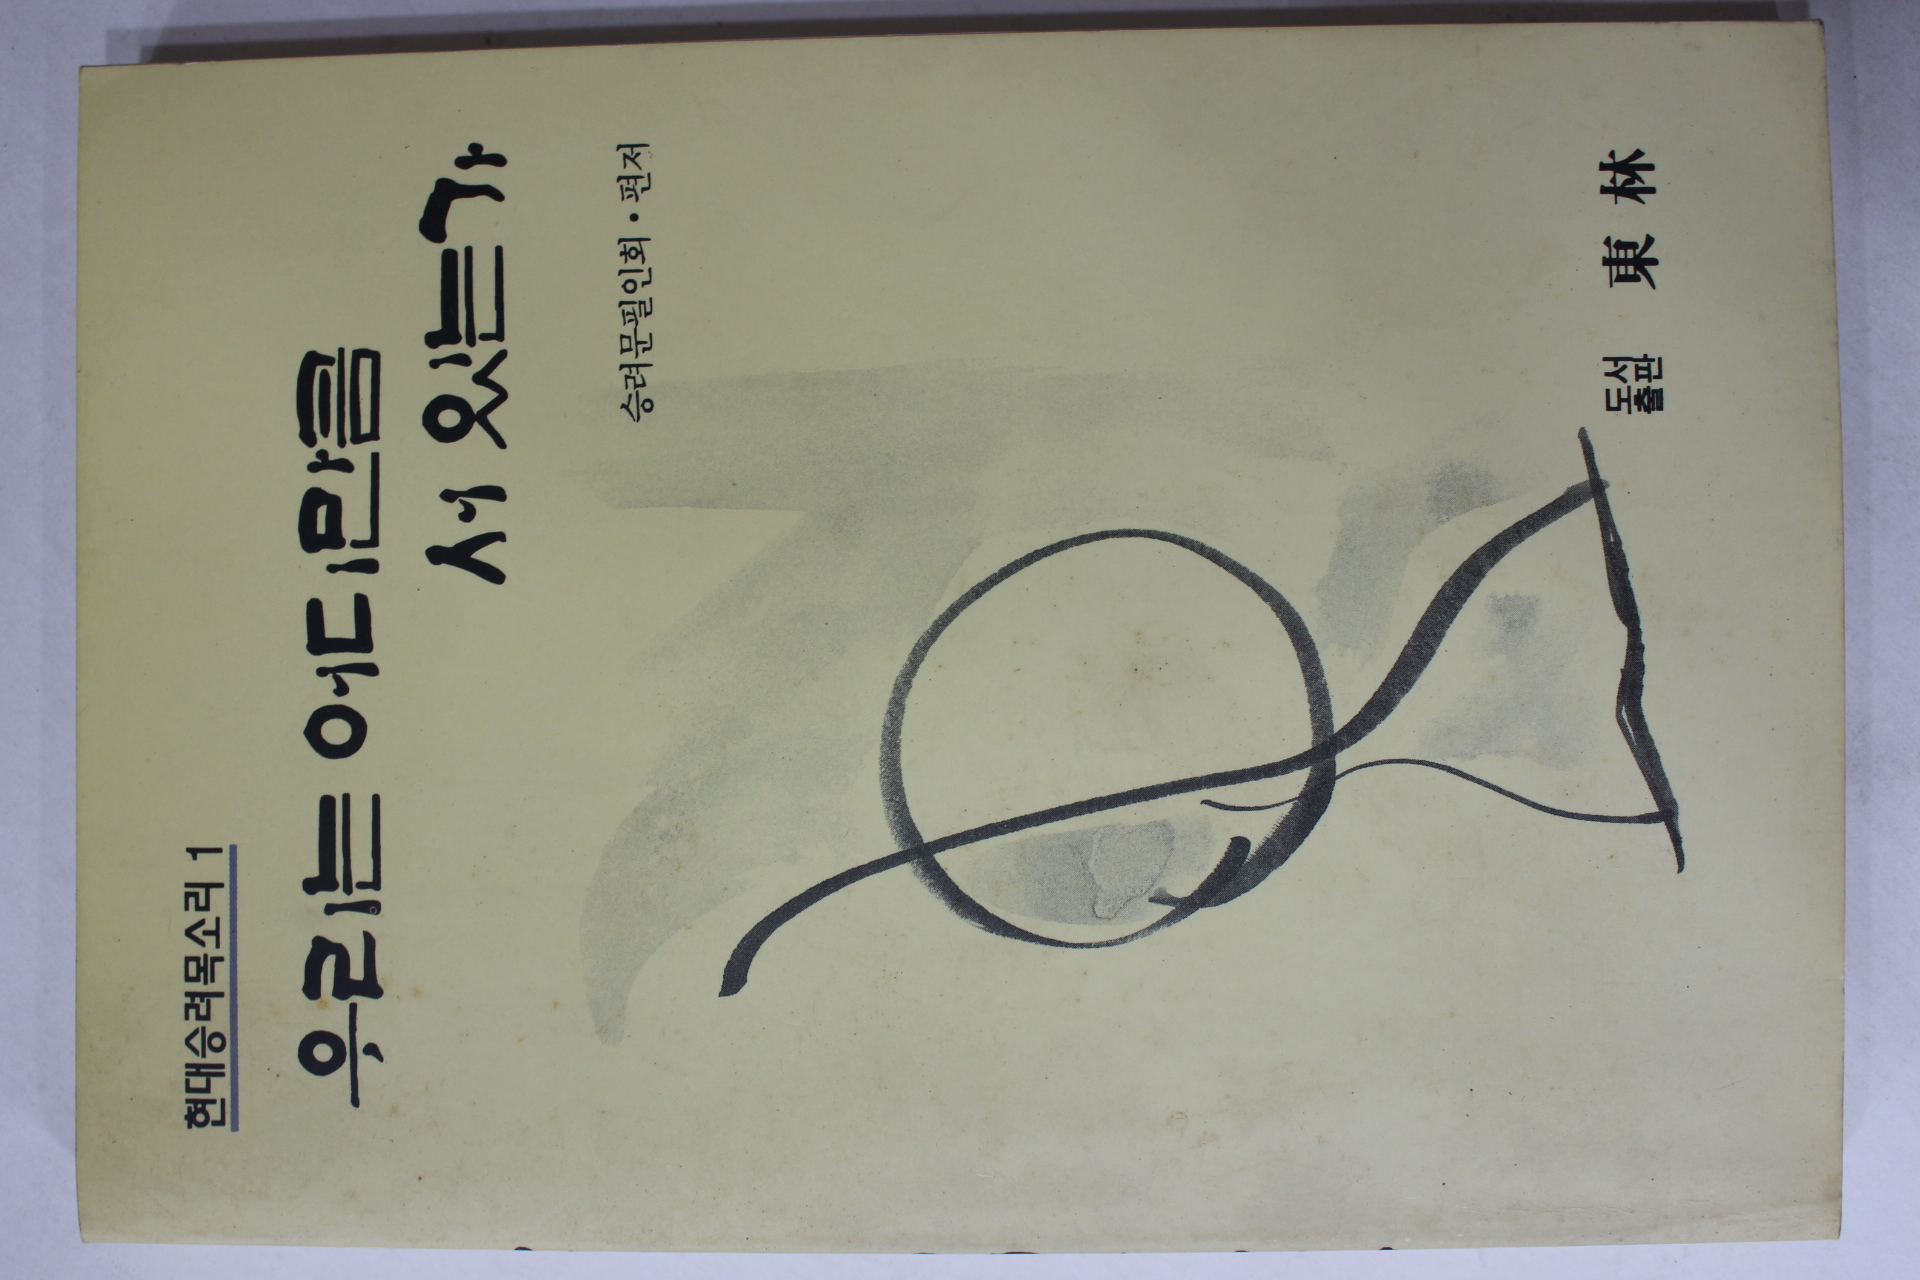 현대승려목소리 1
우리는 어디만큼
서 있는가
승려문필인회 · 편저
도서출판 東林